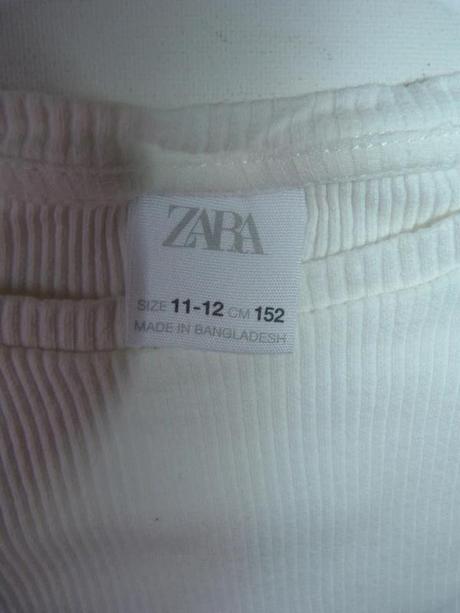 ZARA
SIZE 11-12 CM 152
MADE IN BANGLADESH